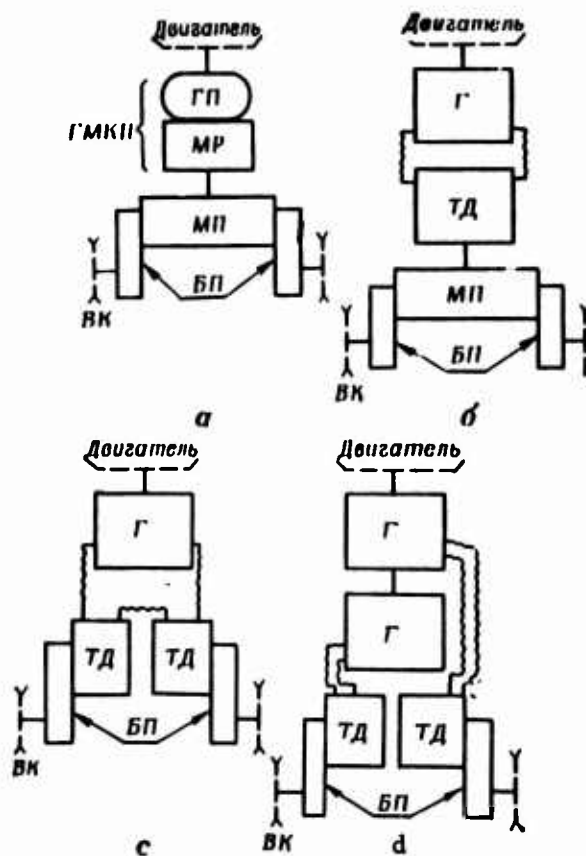 Двигатель
ГП
ГМКП
МР
МП
БП
ВК
а
Двигатель
Г
ТД
МП
БП
ВК
б
Двигатель
Г
ТД ТД
БП
ВК
с
Двигатель
Г
Г
ТД ТД
БП
ВК
d